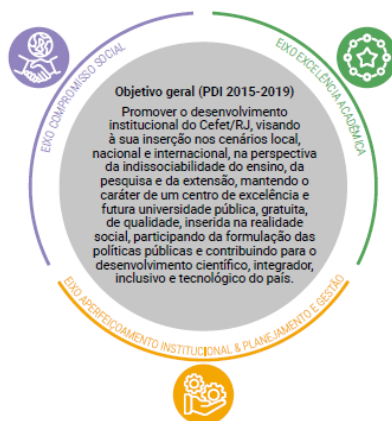 EIXO COMPROMISSO SOCIAL
EIXO EXCELÊNCIA ACADÊMICA
Objetivo geral (PDI 2015-2019)
Promover o desenvolvimento
institucional do Cefet/RJ, visando
à sua inserção nos cenários local,
nacional e internacional, na perspectiva
da indissociabilidade do ensino, da
pesquisa e da extensão, mantendo o
caráter de um centro de excelência e
futura universidade pública, gratuita,
de qualidade, inserida na realidade
social, participando da formulação das
políticas públicas e contribuindo para o
desenvolvimento científico, integrador,
inclusivo e tecnológico do país.
EIXO APERFEIÇOAMENTO INSTITUCIONAL & PLANEJAMENTO E GESTÃO